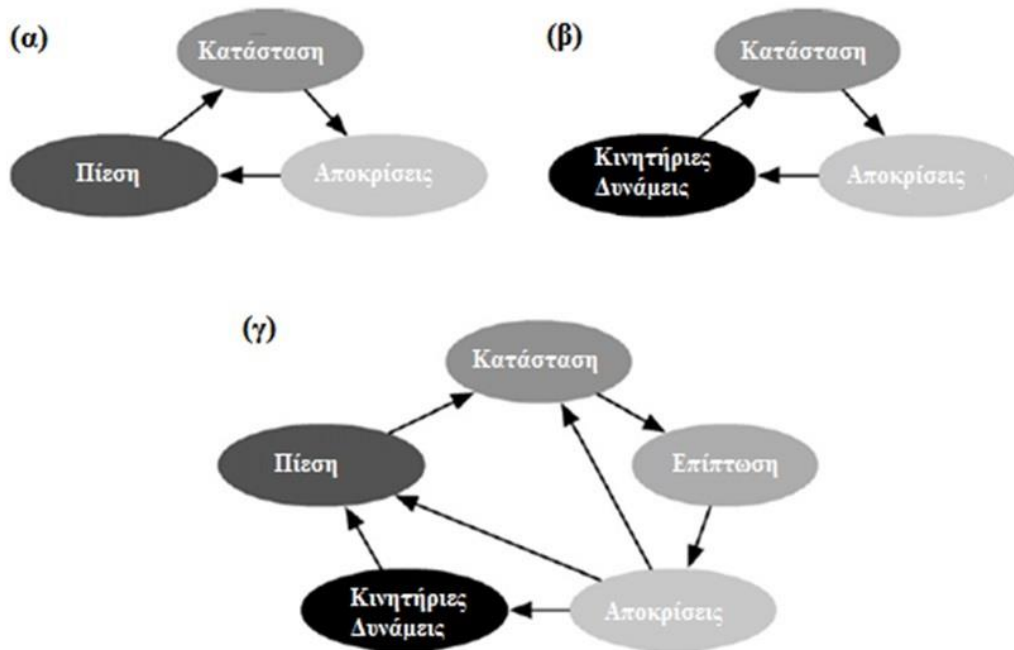 (α)
Κατάσταση
Πίεση
Αποκρίσεις
(β)
Κατάσταση
Κινητήριες
Δυνάμεις
Αποκρίσεις
(γ)
Κατάσταση
Πίεση
Επίπτωση
Κινητήριες
Δυνάμεις
Αποκρίσεις